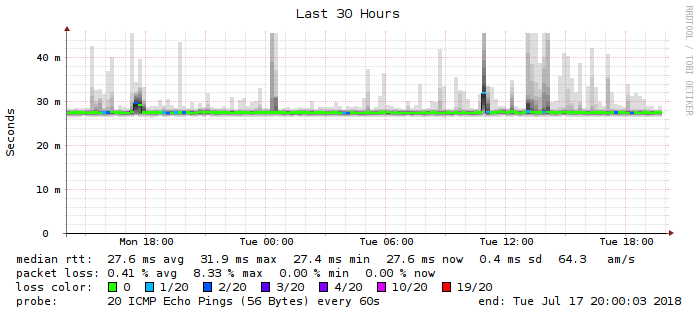 Last 30 Hours
RRDTOOL / TOBI OETIKER
Seconds
40 m
30 m
20 m
10 m
0
Mon 18:00 Tue 00:00 Tue 06:00 Tue 12:00 Tue 18:00
median rtt: 27.6 ms avg 31.9 ms max 27.4 ms min 27.6 ms now 0.4 ms sd 64.3 am/s
packet loss: 0.41 % avg 8.33 % max 0.00 % min 0.00 % now
loss color: 0 1/20 2/20 3/20 4/20 10/20 19/20
probe: 20 ICMP Echo Pings (56 Bytes) every 60s end: Tue Jul 17 20:00:03 2018